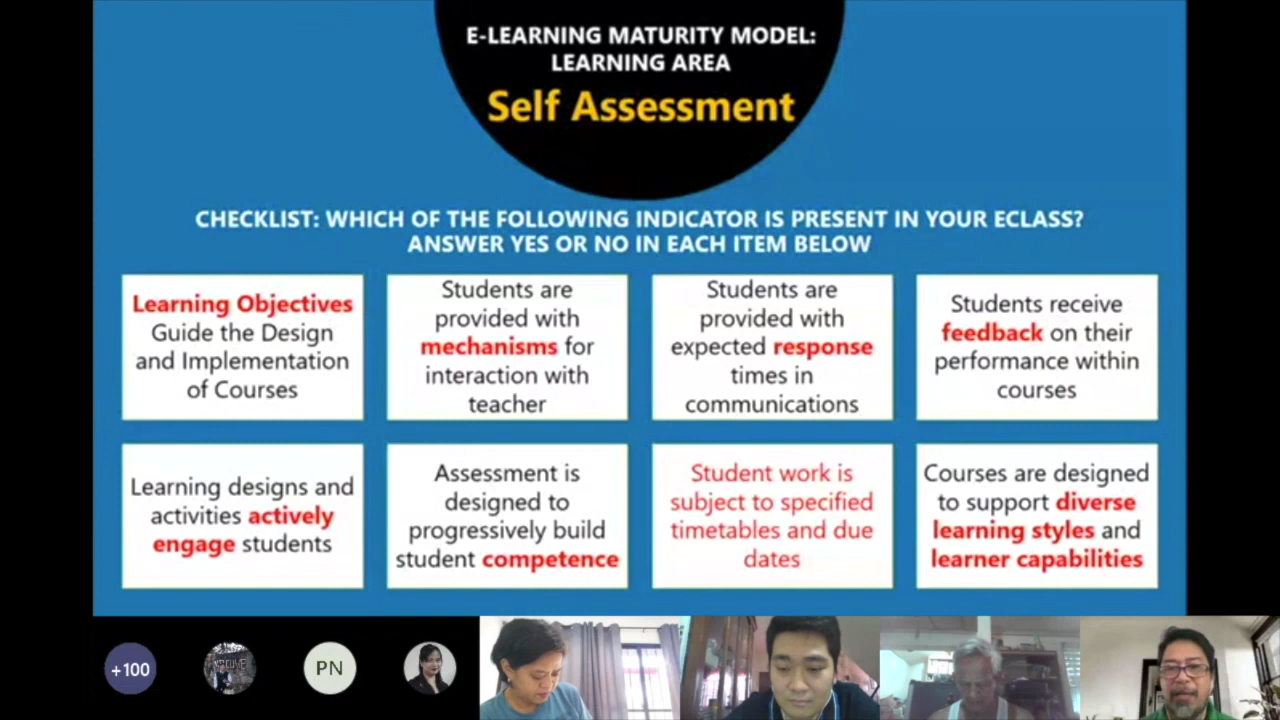 E-LEARNING MATURITY MODEL:
LEARNING AREA
Self Assessment
CHECKLIST: WHICH OF THE FOLLOWING INDICATOR IS PRESENT IN YOUR ECLASS?
ANSWER YES OR NO IN EACH ITEM BELOW
Learning Objectives
Guide the Design
and Implementation
of Courses
Students are
provided with
mechanisms for
interaction with
teacher
Students are
provided with
expected response
times in
communications
Students receive
feedback on their
performance within
courses
Learning designs and
activities actively
engage students
Assessment is
designed to
progressively build
student competence
Student work is
subject to specified
timetables and due
dates
Courses are designed
to support diverse
learning styles and
learner capabilities
+100
PN